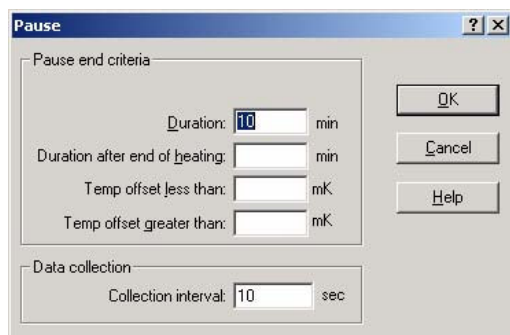 Pause
Pause end criteria
Duration: 10 min
Duration after end of heating: min
Temp offset less than: mK
Temp offset greater than: mK
Data collection
Collection interval: 10 sec
OK
Cancel
Help